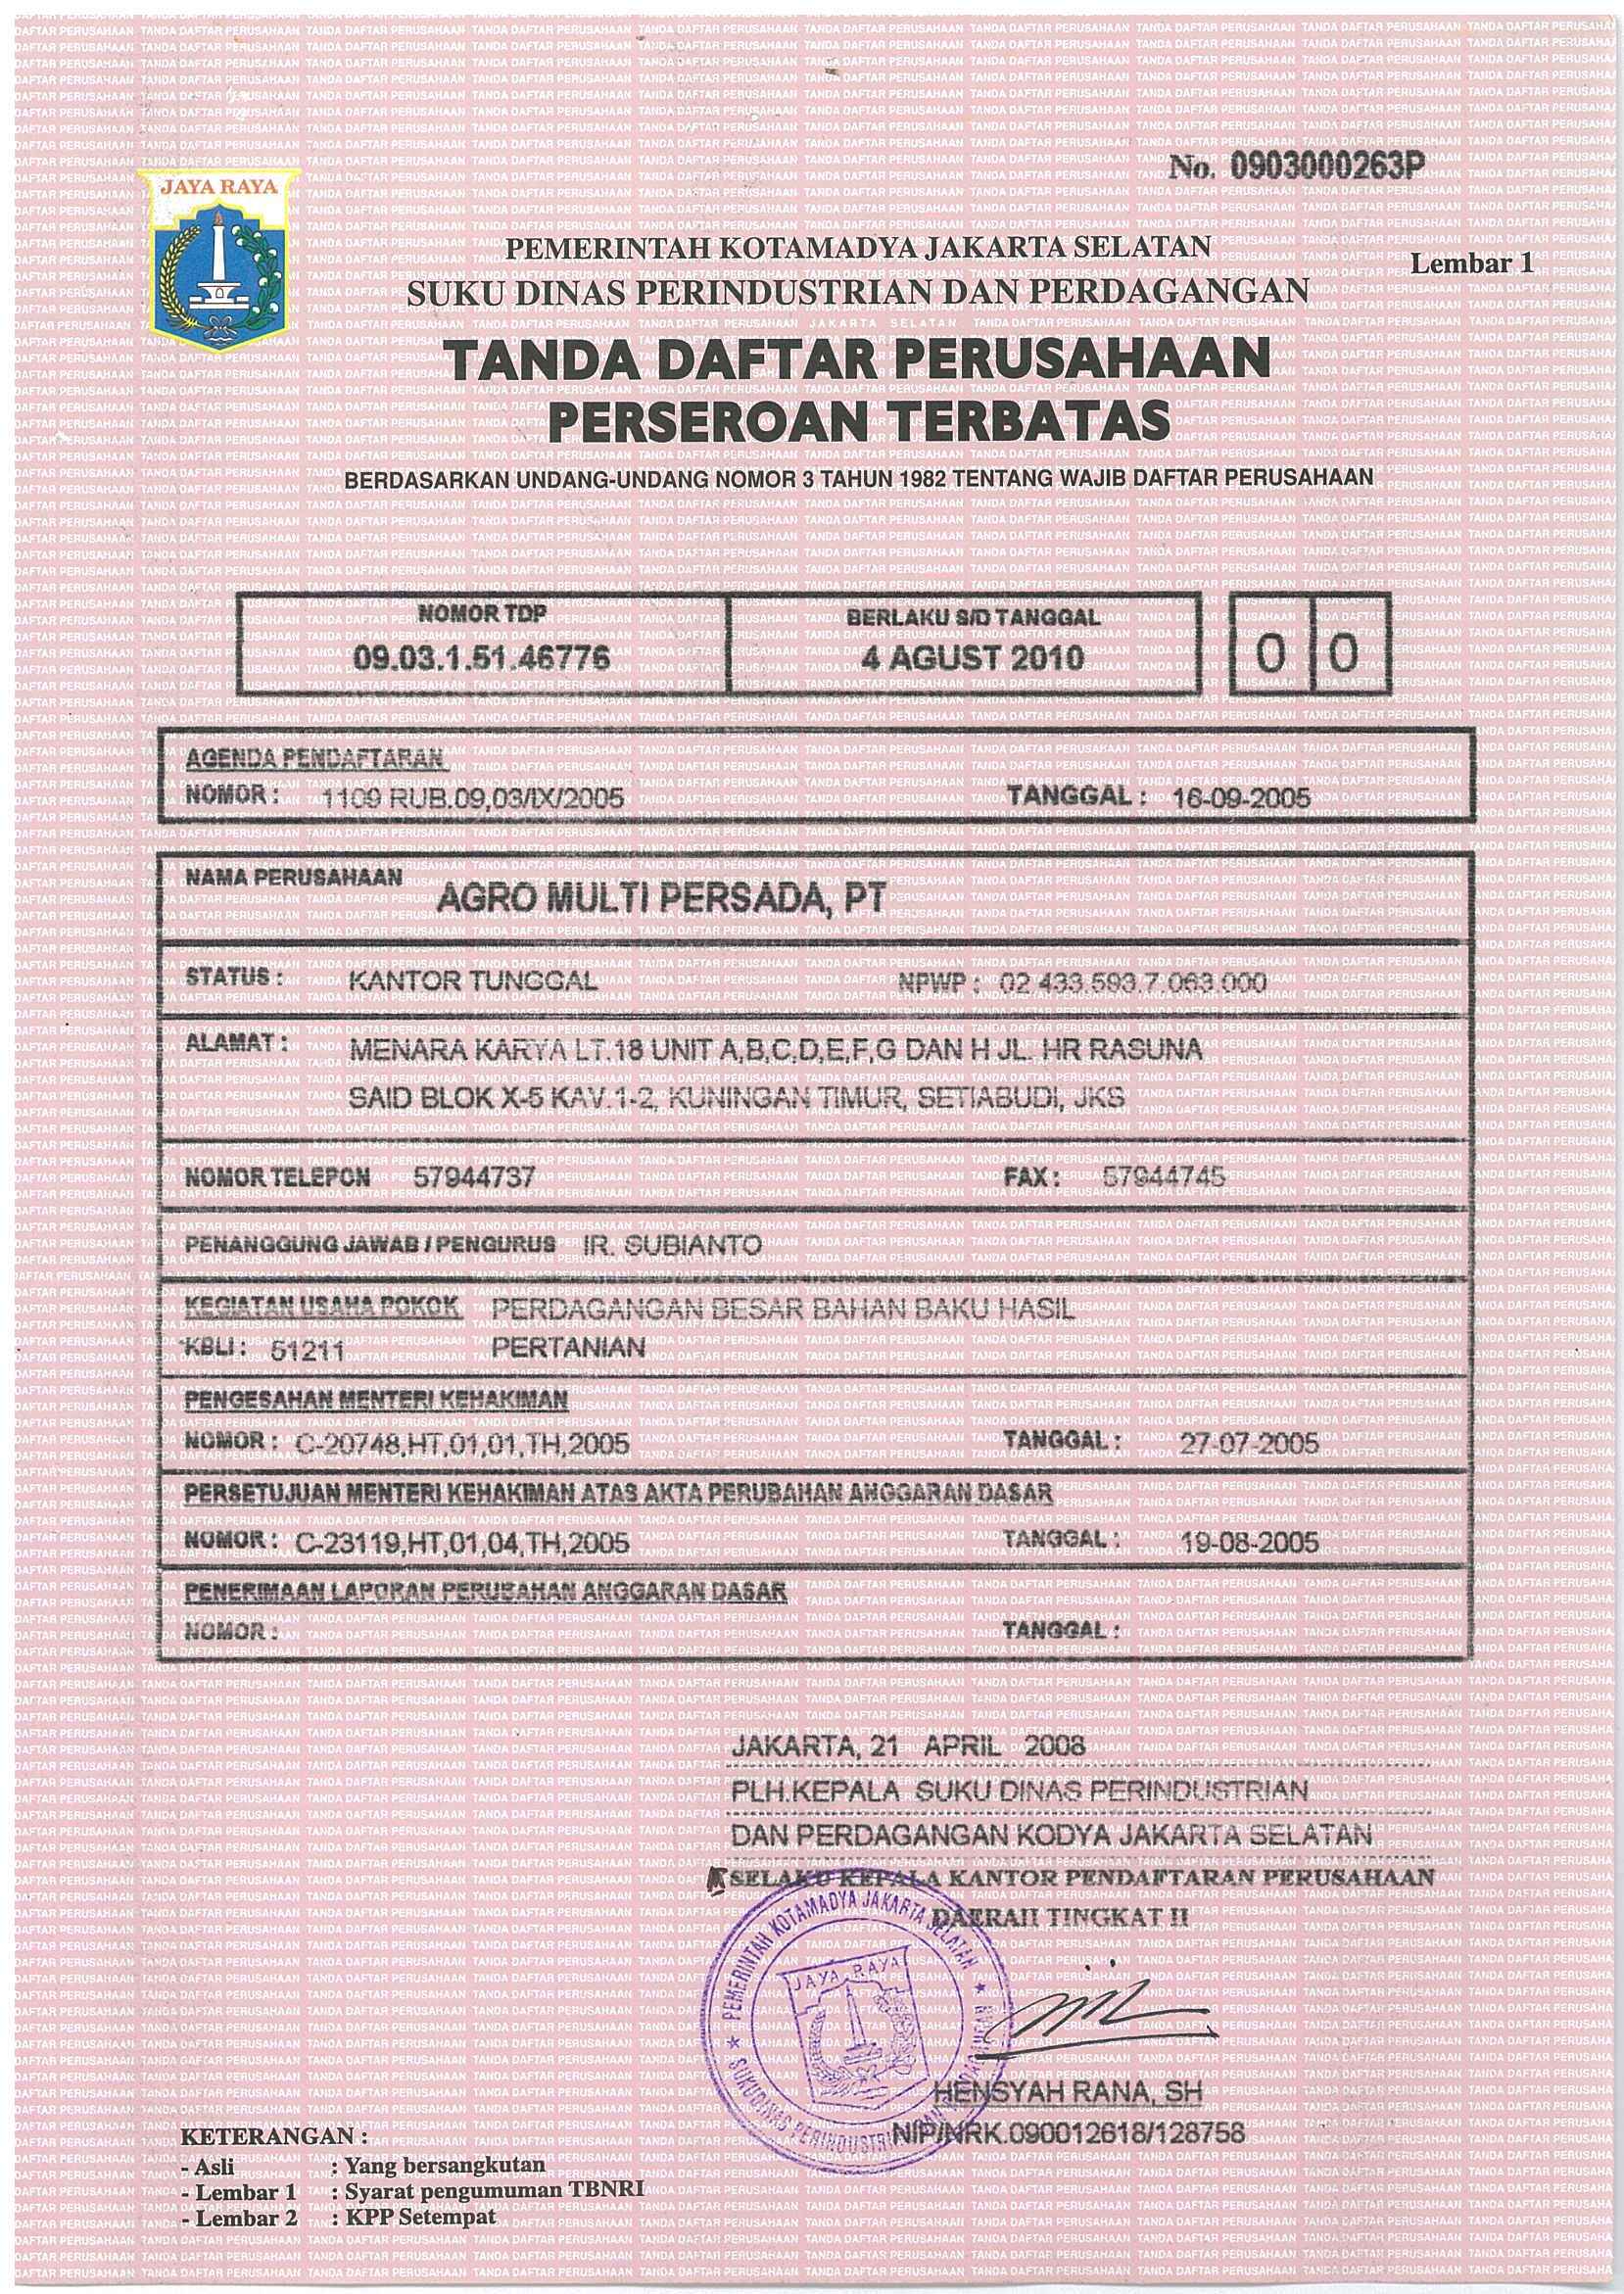 No. 0903000263P
JAYA RAYA
PEMERINTAH KOTAMADYA JAKARTA SELATAN
Lembar 1
SUKU DINAS PERINDUSTRIAN DAN PERDAGANGAN
JAKARTA SELATAN
TANDA DAFTAR PERUSAHAAN
PERSEROAN TERBATAS
BERDASARKAN UNDANG-UNDANG NOMOR 3 TAHUN 1982 TENTANG WAJIB DAFTAR PERUSAHAAN
NOMOR TDP BERLAKU S/D TANGGAL
09.03.1.51.46776 4 AGUST 2010 0 0
AGENDA PENDAFTARAN
NOMOR : 1109 RUB.09,03/IX/2005 TANGGAL : 16-09-2005
NAMA PERUSAHAAN AGRO MULTI PERSADA, PT
STATUS : KANTOR TUNGGAL NPWP : 02.433.593.7.063.000
ALAMAT : MENARA KARYA LT.18 UNIT A,B,C,D,E,F,G DAN H JL. HR RASUNA
SAID BLOK X-5 KAV.1-2, KUNINGAN TIMUR, SETIABUDI, JKS
NOMOR TELEPON 57944737 FAX : 57944745
PENANGGUNG JAWAB / PENGURUS IR. SUBIANTO
KEGIATAN USAHA POKOK PERDAGANGAN BESAR BAHAN BAKU HASIL
KBLI : 51211 PERTANIAN
PENGESAHAN MENTERI KEHAKIMAN
NOMOR : C-20748,HT,01,01,TH,2005 TANGGAL : 27-07-2005
PERSETUJUAN MENTERI KEHAKIMAN ATAS AKTA PERUBAHAN ANGGARAN DASAR
NOMOR : C-23119,HT,01,04,TH,2005 TANGGAL : 19-08-2005
PENERIMAAN LAPORAN PERUBAHAN ANGGARAN DASAR
NOMOR : TANGGAL :
JAKARTA, 21 APRIL 2008
PLH.KEPALA SUKU DINAS PERINDUSTRIAN
DAN PERDAGANGAN KODYA JAKARTA SELATAN
SELAKU KEPALA KANTOR PENDAFTARAN PERUSAHAAN
DAERAH TINGKAT II
PEMERINTAH KOTAMADYA JAKARTA SELATAN
JAYA RAYA
SUKU DINAS PERINDUSTRIAN
HENSYAH RANA, SH
NIP/NRK.090012618/128758
KETERANGAN :
- Asli : Yang bersangkutan
- Lembar 1 : Syarat pengumuman TBNRI
- Lembar 2 : KPP Setempat